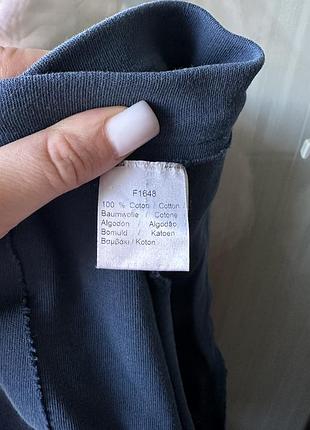 F1648
100 % Coton / Cotton
Baumwolle / Cotone
Algodón / Algodão
Bomuld / Katoen
Βαμβάκι / Koton